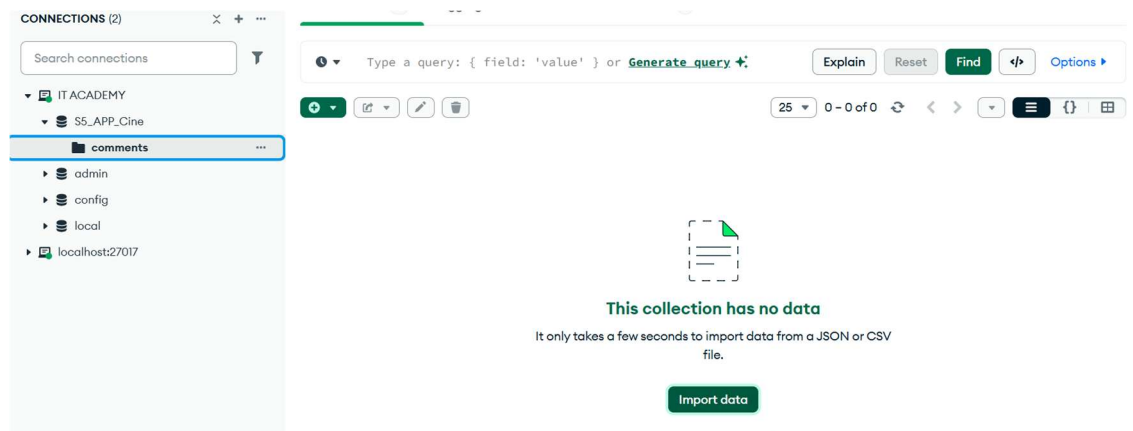 CONNECTIONS (2)
Search connections
IT ACADEMY
S5_APP_Cine
comments
admin
config
local
localhost:27017
Type a query: { field: 'value' } or Generate query
Explain
Reset
Find
</>
Options
25
0 – 0 of 0
{}
This collection has no data
It only takes a few seconds to import data from a JSON or CSV
file.
Import data